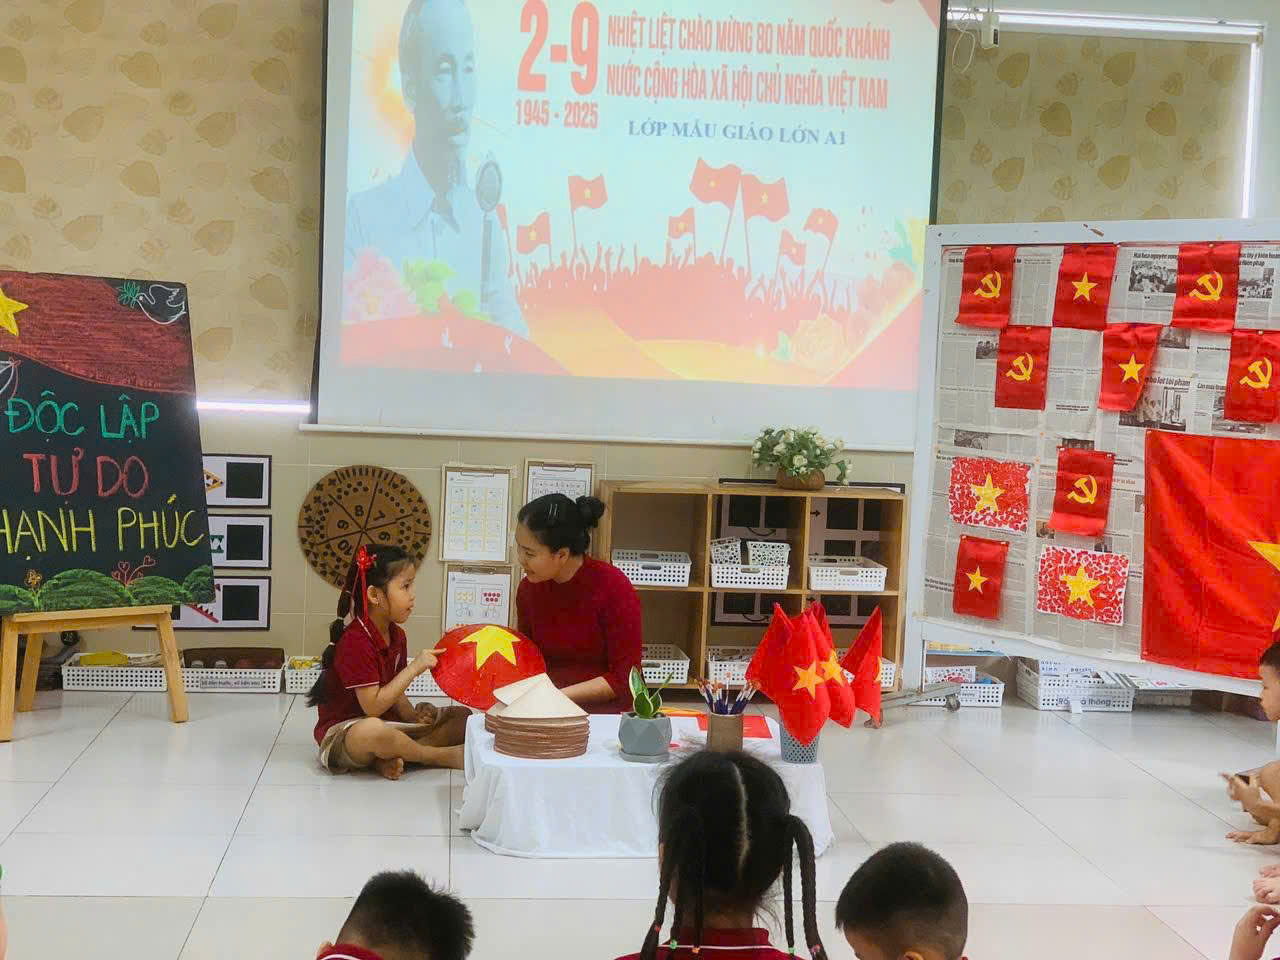 2-9
1945 - 2025
NHIỆT LIỆT CHÀO MỪNG 80 NĂM QUỐC KHÁNH
NƯỚC CỘNG HÒA XÃ HỘI CHỦ NGHĨA VIỆT NAM
LỚP MẪU GIÁO LỚN A1
ĐỘC LẬP
TỰ DO
HẠNH PHÚC